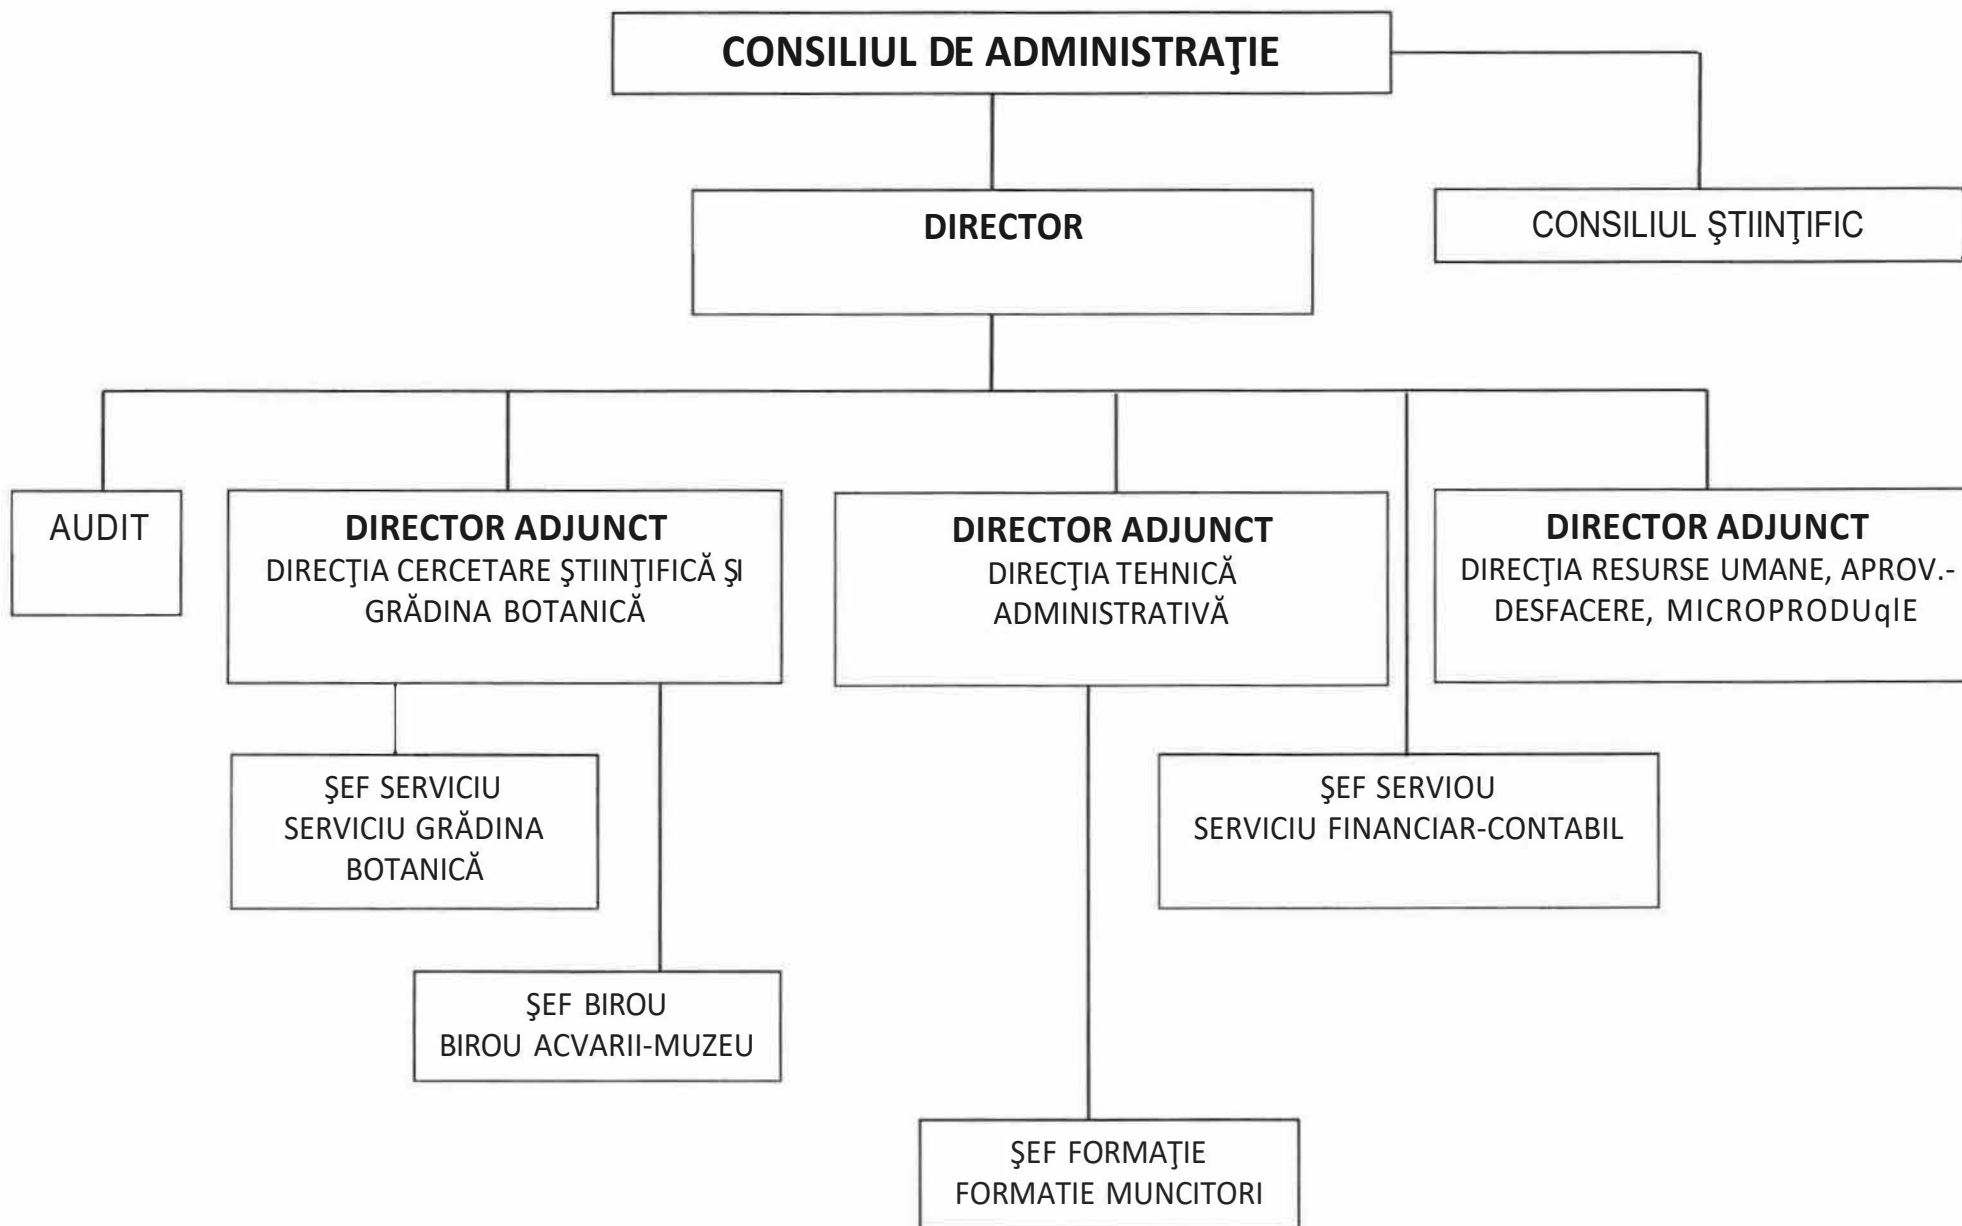 CONSILIUL DE ADMINISTRAŢIE
DIRECTOR
CONSILIUL ŞTIINŢIFIC
AUDIT
DIRECTOR ADJUNCT
DIRECŢIA CERCETARE ŞTIINŢIFICĂ ŞI
GRĂDINA BOTANICĂ
DIRECTOR ADJUNCT
DIRECŢIA TEHNICĂ
ADMINISTRATIVĂ
DIRECTOR ADJUNCT
DIRECŢIA RESURSE UMANE, APROV.-
DESFACERE, MICROPRODUqlE
ŞEF SERVICIU
SERVICIU GRĂDINA
BOTANICĂ
ŞEF SERVIOU
SERVICIU FINANCIAR-CONTABIL
ŞEF BIROU
BIROU ACVARII-MUZEU
ŞEF FORMAŢIE
FORMATIE MUNCITORI